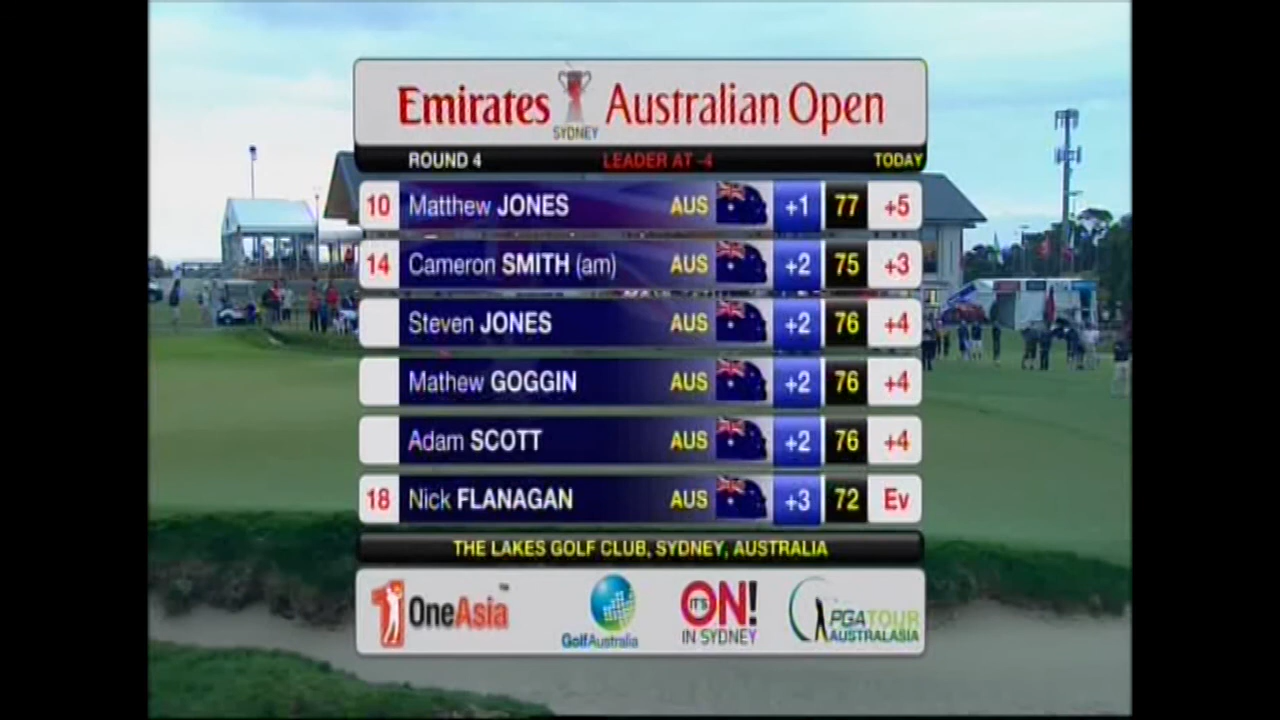 Emirates Australian Open
SYDNEY
ROUND 4 LEADER AT -4 TODAY
10 Matthew JONES AUS +1 77 +5
14 Cameron SMITH (am) AUS +2 75 +3
Steven JONES AUS +2 76 +4
Mathew GOGGIN AUS +2 76 +4
Adam SCOTT AUS +2 76 +4
18 Nick FLANAGAN AUS +3 72 Ev
THE LAKES GOLF CLUB, SYDNEY, AUSTRALIA
1 OneAsia™
GolfAustralia
IT'S ON!
IN SYDNEY
PGA TOUR
AUSTRALASIA